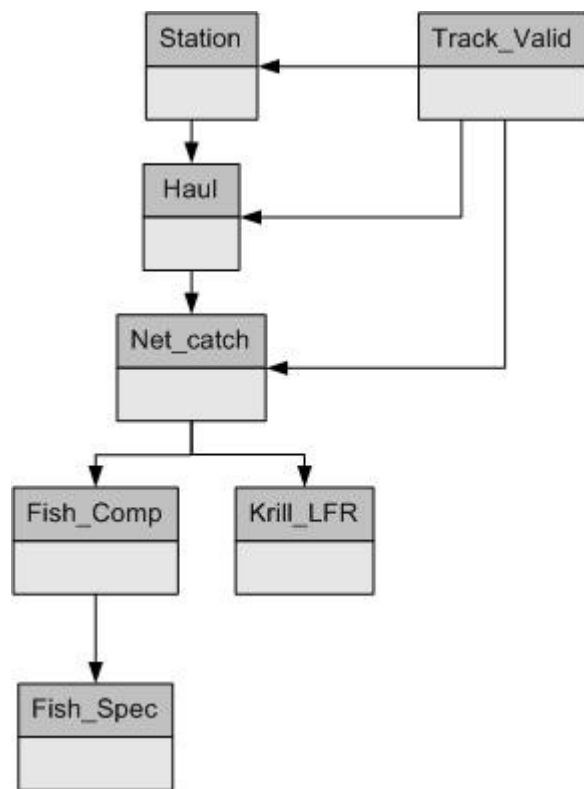 Station
Track_Valid
Haul
Net_catch
Fish_Comp
Krill_LFR
Fish_Spec